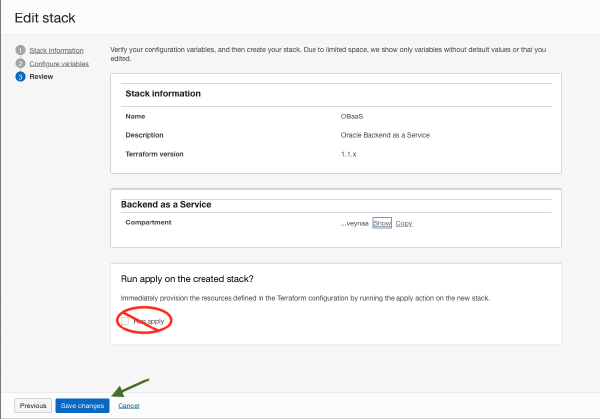 Edit stack
1 Stack information
2 Configure variables
3 Review
Verify your configuration variables, and then create your stack. Due to limited space, we show only variables without default values or that you
edited.
Stack information
Name OBaaS
Description Oracle Backend as a Service
Terraform version 1.1.x
Backend as a Service
Compartment ...veynaa Show Copy
Run apply on the created stack?
Immediately provision the resources defined in the Terraform configuration by running the apply action on the new stack.
Run apply
Previous Save changes Cancel